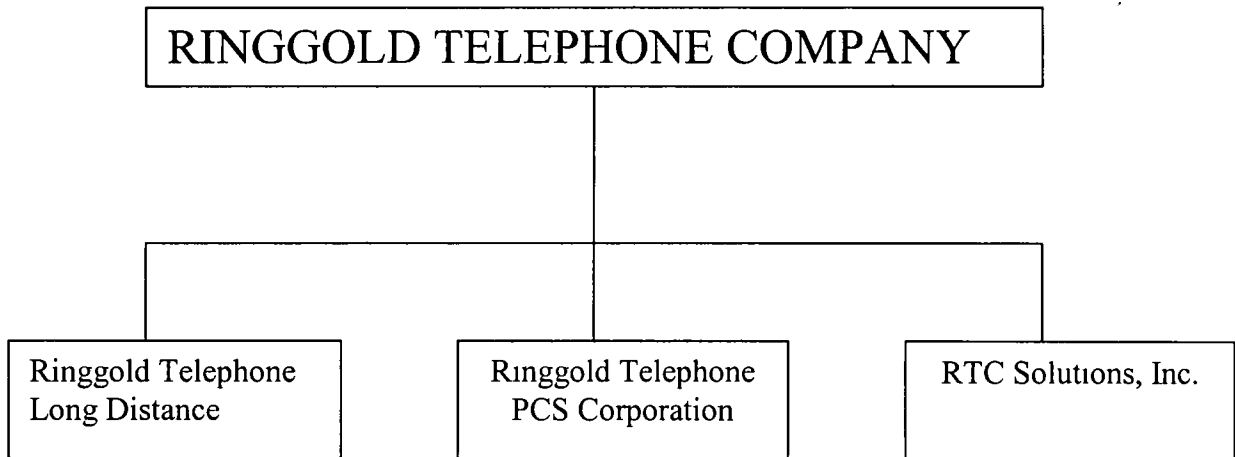 RINGGOLD TELEPHONE COMPANY
Ringgold Telephone
Long Distance
Ringgold Telephone
PCS Corporation
RTC Solutions, Inc.